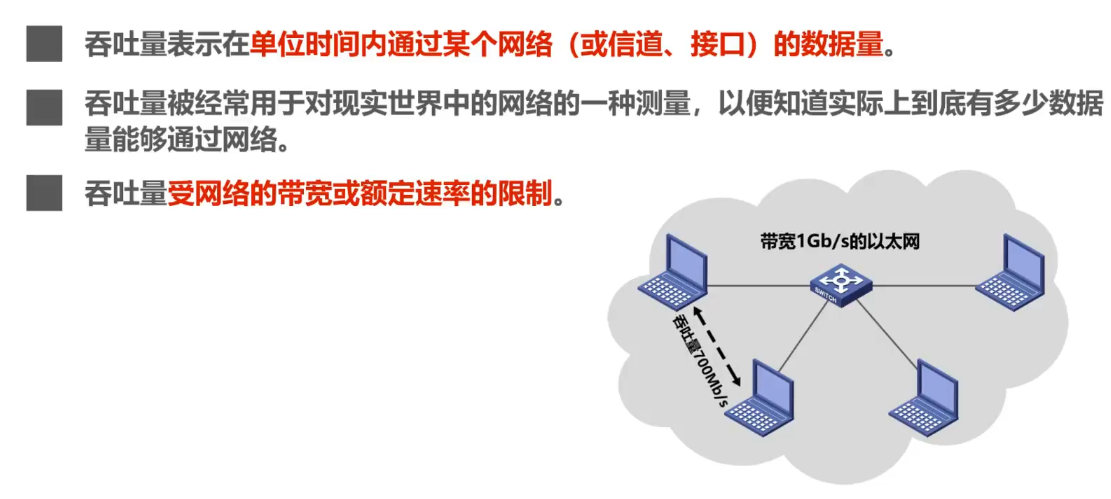 吞吐量表示在单位时间内通过某个网络（或信道、接口）的数据量。
吞吐量被经常用于对现实世界中的网络的一种测量，以便知道实际上到底有多少数据
量能够通过网络。
吞吐量受网络的带宽或额定速率的限制。
带宽1Gb/s的以太网
SWITCH
吞吐量700Mb/s